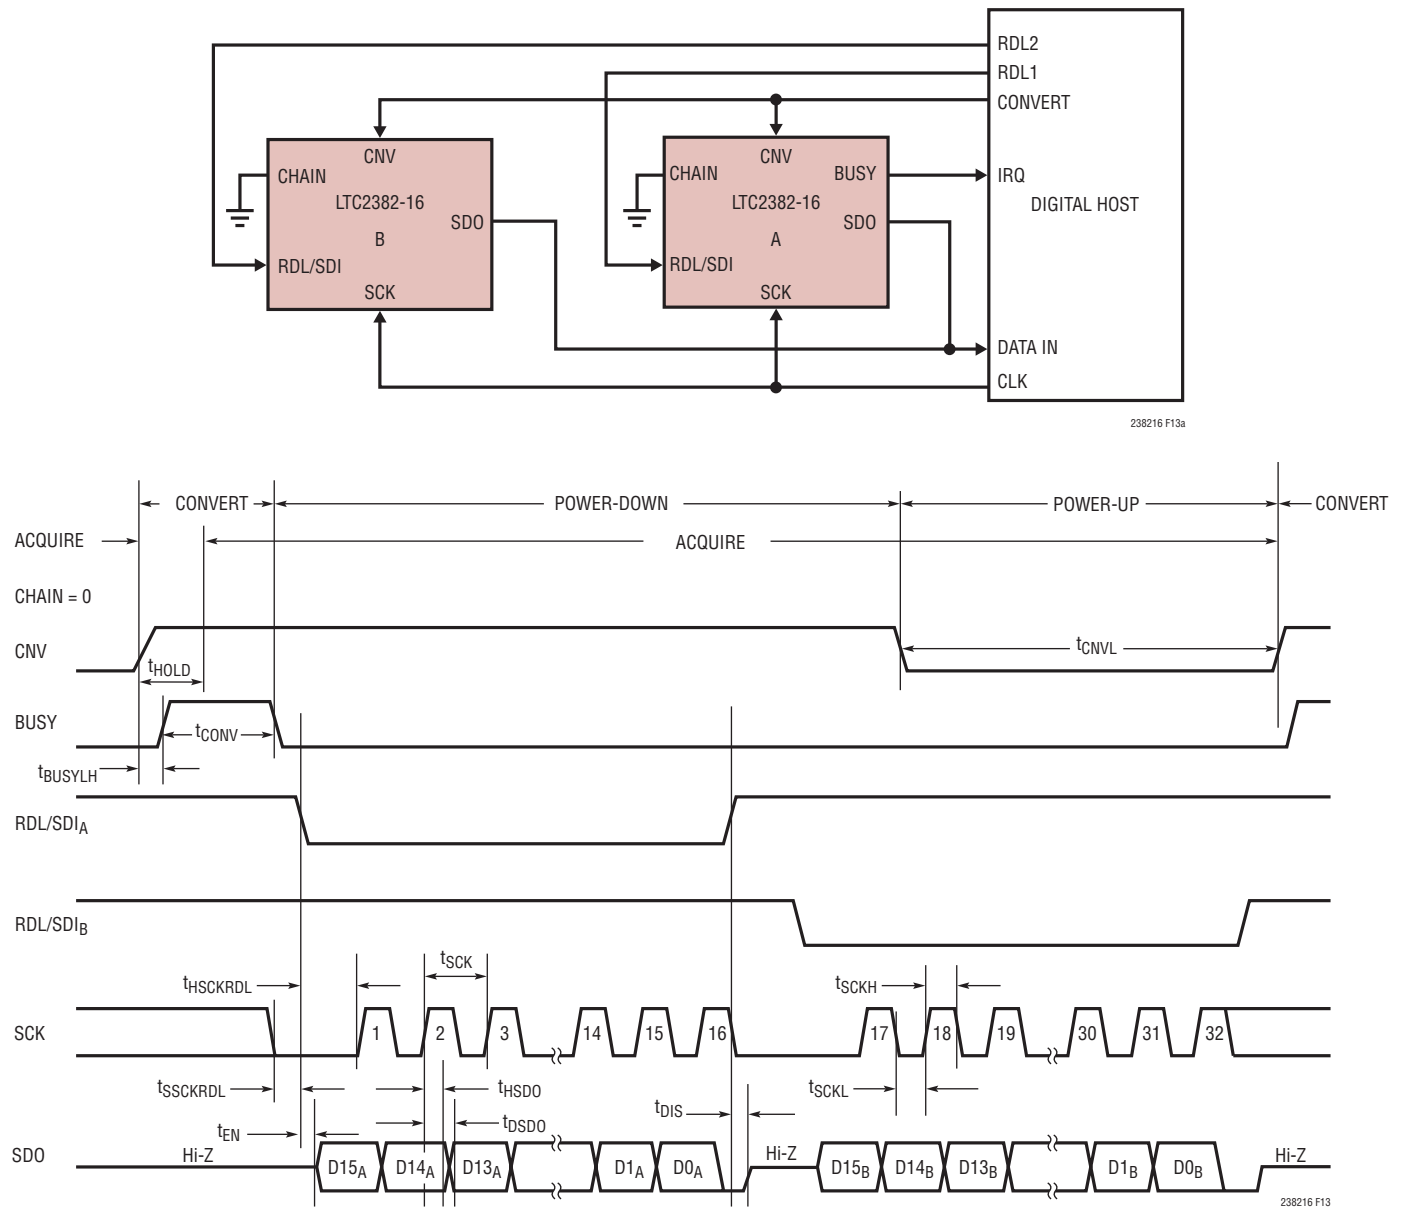 RDL2
RDL1
CONVERT
CNV
CNV
CHAIN
CHAIN
BUSY
IRQ
LTC2382-16
LTC2382-16
DIGITAL HOST
SDO
SDO
B
A
RDL/SDI
RDL/SDI
SCK
SCK
DATA IN
CLK
238216 F13a
CONVERT
POWER-DOWN
POWER-UP
CONVERT
ACQUIRE
ACQUIRE
CHAIN = 0
CNV
tHOLD
tCNVL
BUSY
tCONV
tBUSYLH
RDL/SDIA
RDL/SDIB
tHSCKRDL
tSCK
tSCKH
SCK
1 2 3 14 15 16 17 18 19 30 31 32
tSSCKRDL
tHSDO
tSCKL
tDIS
tDSDO
tEN
SDO
Hi-Z
D15A D14A D13A D1A D0A
Hi-Z
D15B D14B D13B D1B D0B
Hi-Z
238216 F13